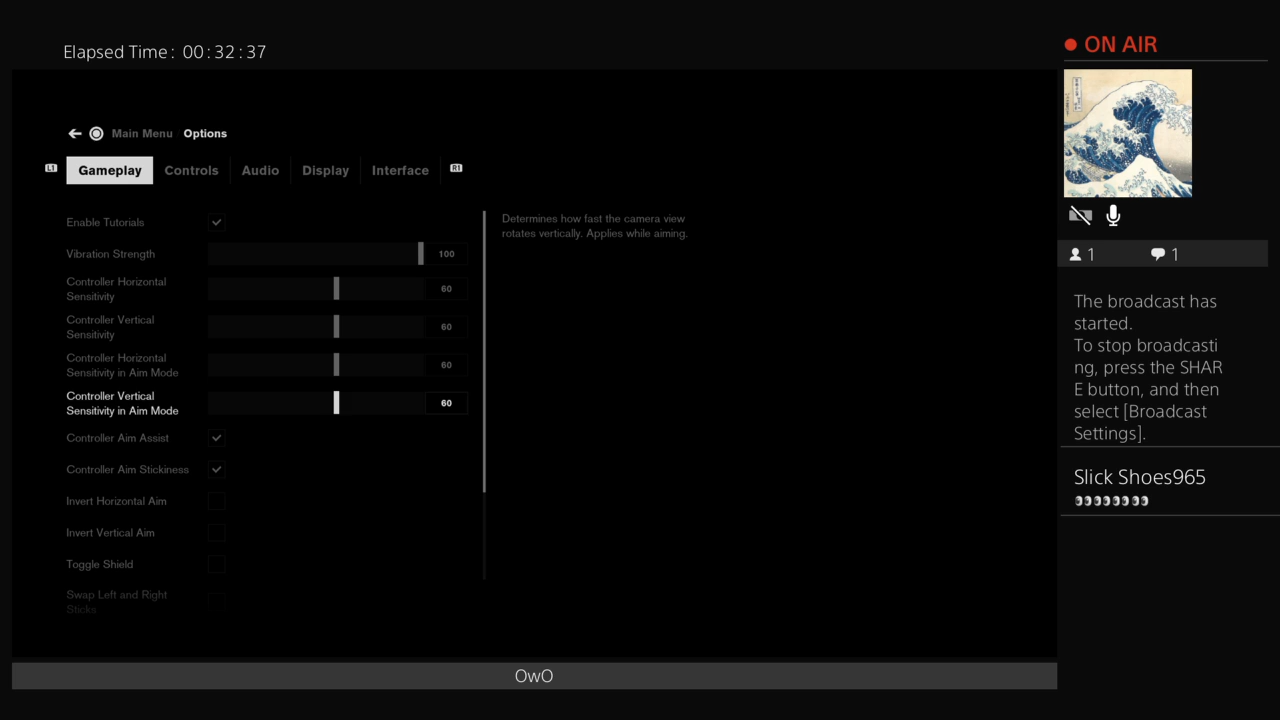 Elapsed Time: 00:32:37
ON AIR
Main Menu Options
L1 Gameplay Controls Audio Display Interface R1
Enable Tutorials
Vibration Strength 100
Controller Horizontal
Sensitivity 60
Controller Vertical
Sensitivity 60
Controller Horizontal
Sensitivity in Aim Mode 60
Controller Vertical
Sensitivity in Aim Mode 60
Controller Aim Assist
Controller Aim Stickiness
Invert Horizontal Aim
Invert Vertical Aim
Toggle Shield
Swap Left and Right
Sticks
Determines how fast the camera view
rotates vertically. Applies while aiming.
1 1
The broadcast has
started.
To stop broadcasti
ng, press the SHAR
E button, and then
select [Broadcast
Settings].
Slick Shoes965
OwO